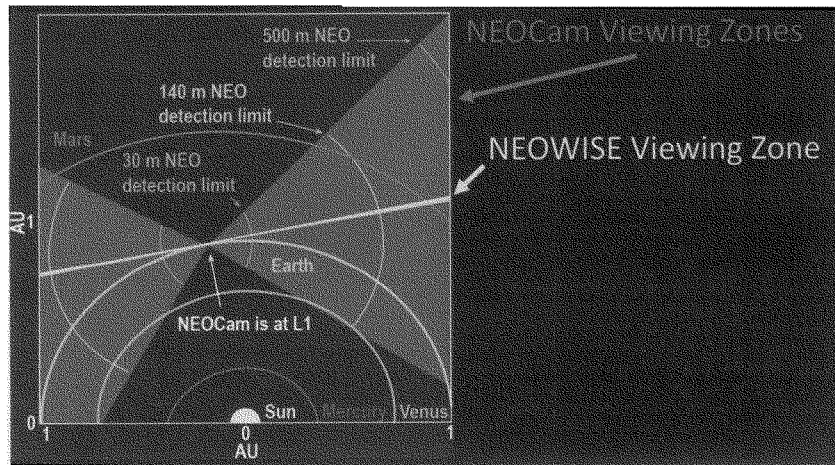 500 m NEO
detection limit
NEOCam Viewing Zones
140 m NEO
detection limit
Mars
30 m NEO
detection limit
NEOWISE Viewing Zone
1
AU
Earth
NEOCam is at L1
Sun
Mercury
Venus
0
1
0
1
AU